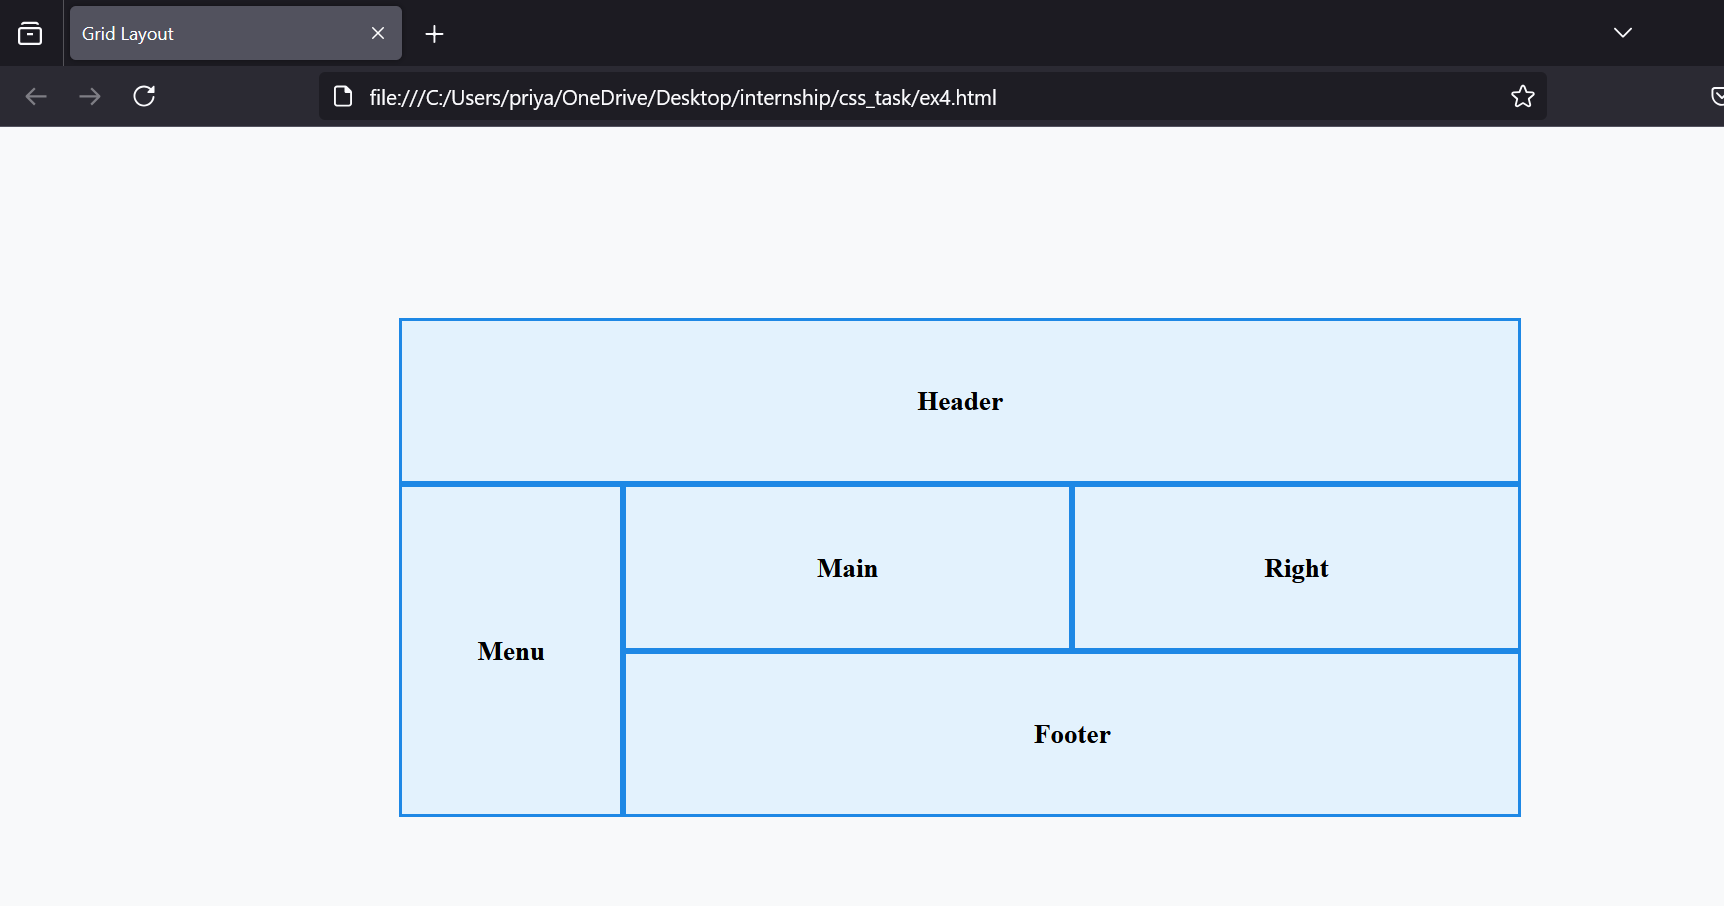 Grid Layout
file:///C:/Users/priya/OneDrive/Desktop/internship/css_task/ex4.html
Header
Main
Right
Menu
Footer